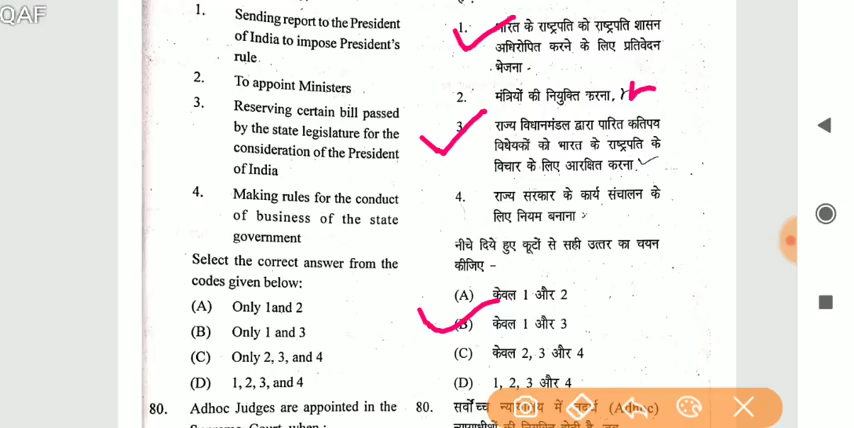 QAF
1. Sending report to the President
of India to impose President's
rule
2. To appoint Ministers
3. Reserving certain bill passed
by the state legislature for the
consideration of the President
of India
4. Making rules for the conduct
of business of the state
government
Select the correct answer from the
codes given below:
(A) Only 1and 2
(B) Only 1 and 3
(C) Only 2, 3, and 4
(D) 1, 2, 3, and 4
80. Adhoc Judges are appointed in the
1. भारत के राष्ट्रपति को राष्ट्रपति शासन
अधिरोपित करने के लिए प्रतिवेदन
भेजना
2. मंत्रियों की नियुक्ति करना,
3. राज्य विधानमंडल द्वारा पारित कतिपय
विधेयकों को भारत के राष्ट्रपति के
विचार के लिए आरक्षित करना
4. राज्य सरकार के कार्य संचालन के
लिए नियम बनाना
नीचे दिये हुए कूटों से सही उत्तर का चयन
कीजिए -
(A) केवल 1 और 2
(B) केवल 1 और 3
(C) केवल 2, 3 और 4
(D) 1, 2, 3 और 4
80. सर्वोच्च न्यायालय में तदर्थ (Adhoc)